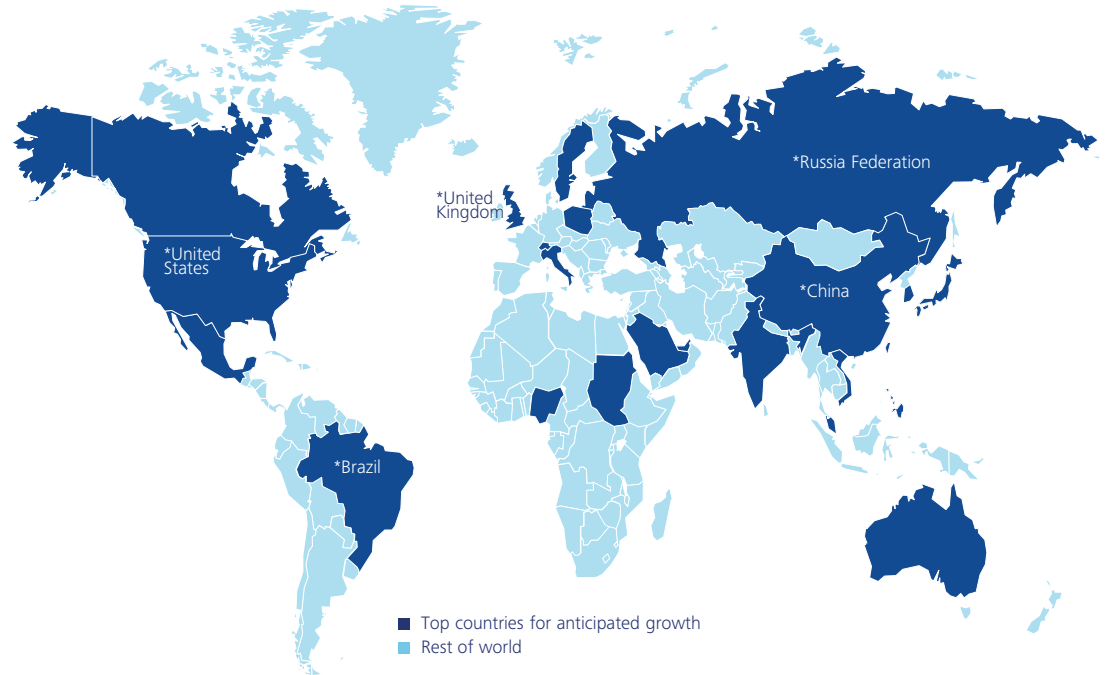 *Russia Federation
*United
Kingdom
*United
States
*China
*Brazil
Top countries for anticipated growth
Rest of world